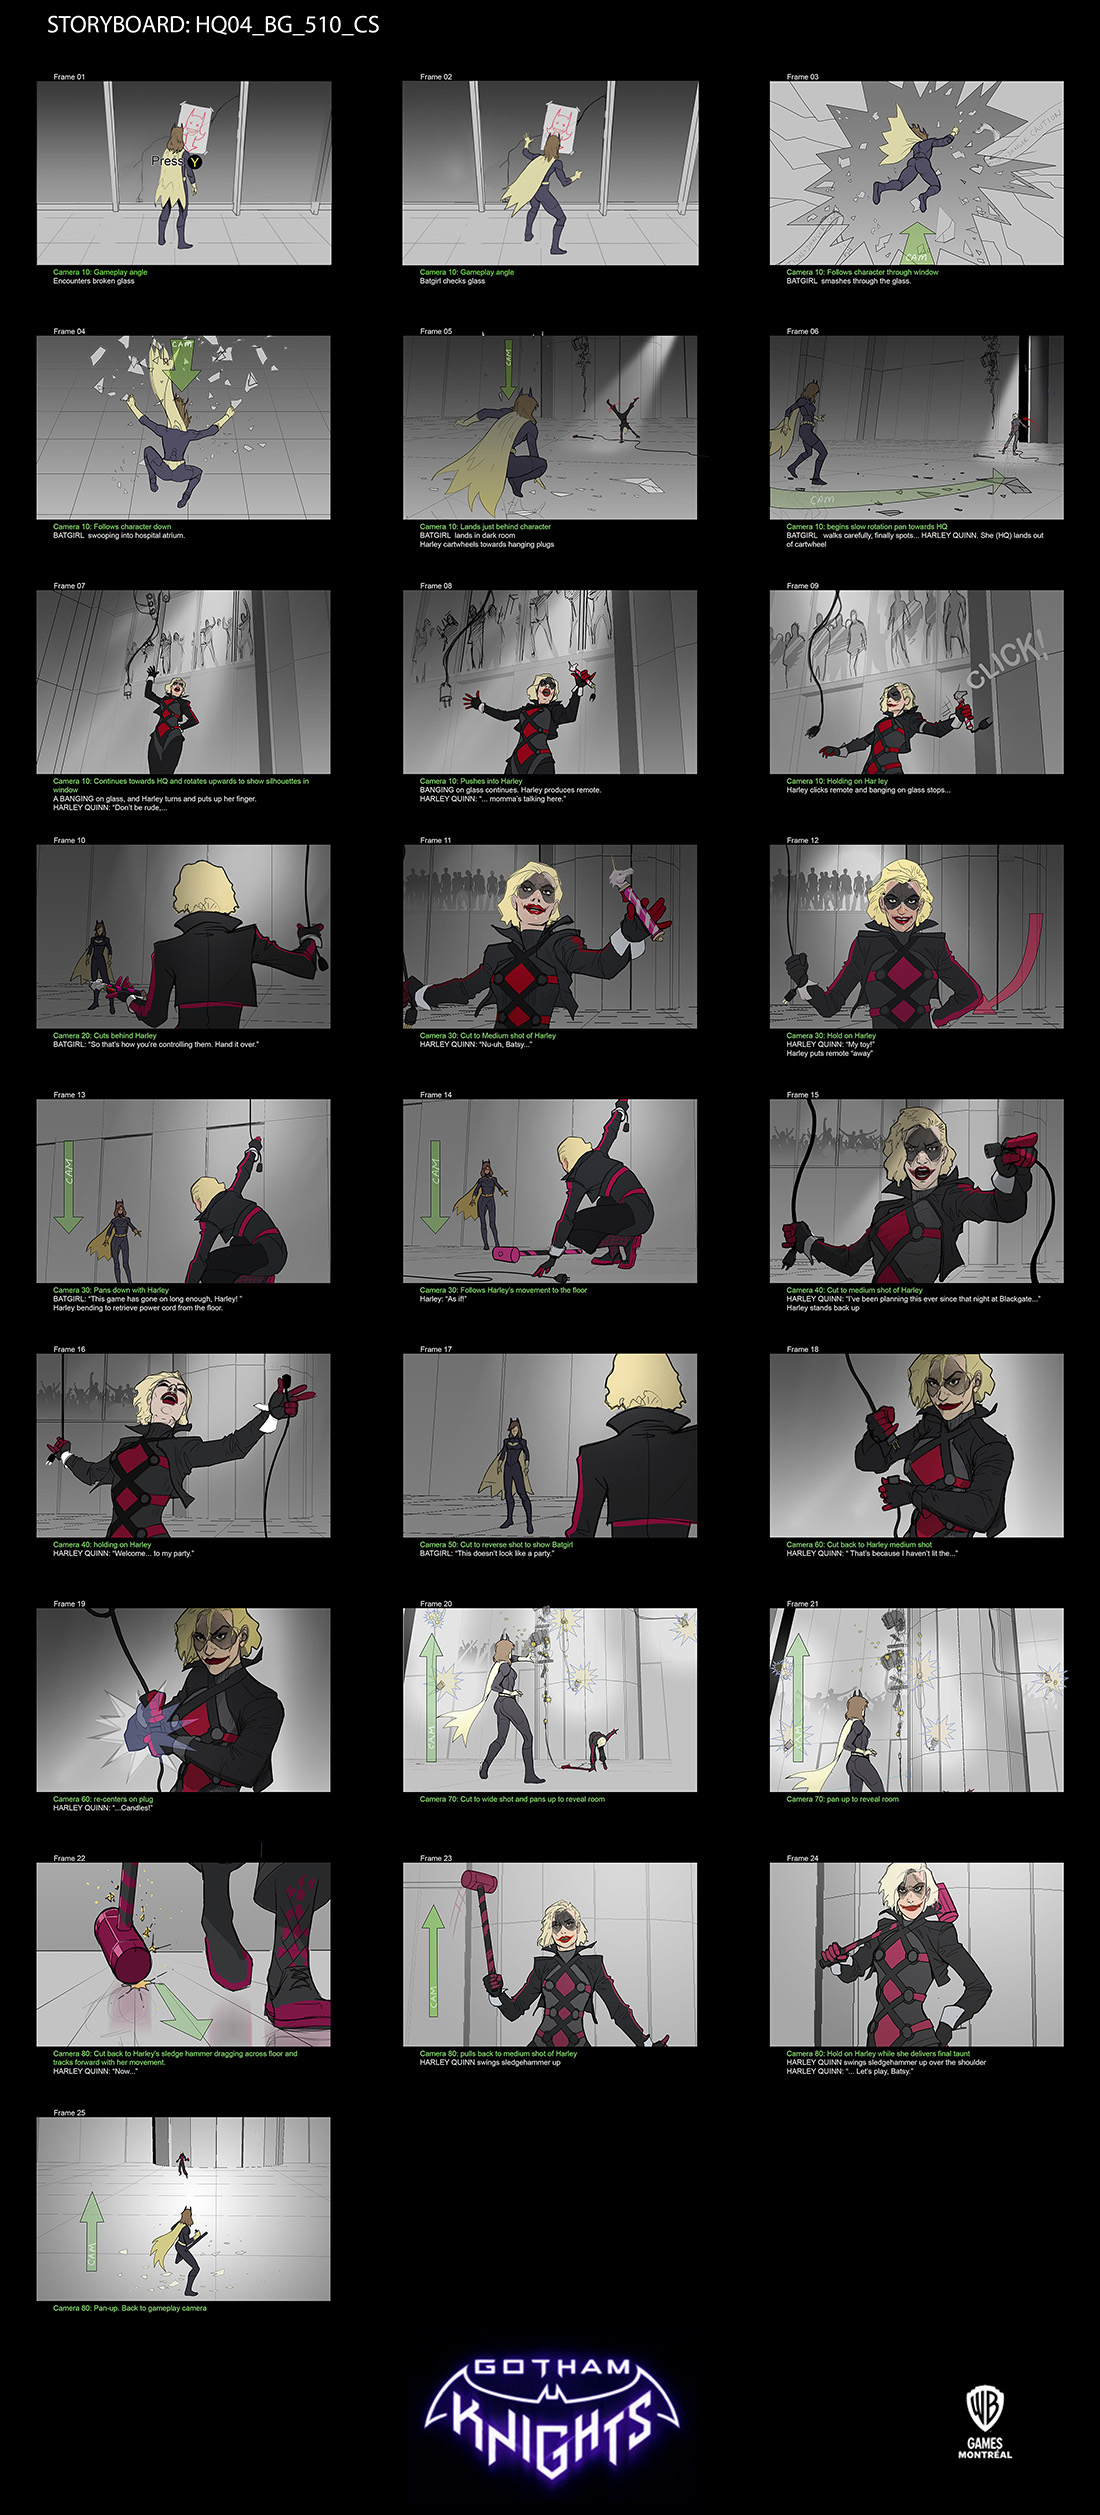 STORYBOARD: HQ04_BG_510_CS
Frame 01
Press Y
Camera 10: Gameplay angle
Encounters broken glass
Frame 02
Camera 10: Gameplay angle
Batgirl checks glass
Frame 03
CAUTION
CAM
Camera 10: Follows character through window
BATGIRL smashes through the glass.
Frame 04
CAM
Camera 10: Follows character down
BATGIRL swooping into hospital atrium.
Frame 05
CAM
Camera 10: Lands just behind character
BATGIRL lands in dark room
Harley cartwheels towards hanging plugs
Frame 06
CAM
Camera 10: begins slow rotation pan towards HQ
BATGIRL walks carefully, finally spots... HARLEY QUINN. She (HQ) lands out
of cartwheel
Frame 07
Camera 10: Continues towards HQ and rotates upwards to show silhouettes in
window
A BANGING on glass, and Harley turns and puts up her finger.
HARLEY QUINN: “Don't be rude,...
Frame 08
Camera 10: Pushes into Harley
BANGING on glass continues. Harley produces remote.
HARLEY QUINN: “... momma's talking here.”
Frame 09
CLICK!
Camera 10: Holding on Har ley
Harley clicks remote and banging on glass stops...
Frame 10
Camera 20: Cuts behind Harley
BATGIRL: “So that's how you're controlling them. Hand it over.”
Frame 11
Camera 30: Cut to Medium shot of Harley
HARLEY QUINN: “Nu-uh, Batsy...”
Frame 12
Camera 30: Hold on Harley
HARLEY QUINN: “My toy!”
Harley puts remote “away”
Frame 13
CAM
Camera 30: Pans down with Harley
BATGIRL: “This game has gone on long enough, Harley! ”
Harley bending to retrieve power cord from the floor.
Frame 14
CAM
Camera 30: Follows Harley's movement to the floor
Harley: “As if!”
Frame 15
Camera 40: Cut to medium shot of Harley
HARLEY QUINN: “I've been planning this ever since that night at Blackgate...”
Harley stands back up
Frame 16
Camera 40: holding on Harley
HARLEY QUINN: “Welcome... to my party.”
Frame 17
Camera 50: Cut to reverse shot to show Batgirl
BATGIRL: “This doesn't look like a party.”
Frame 18
Camera 60: Cut back to Harley medium shot
HARLEY QUINN: “ That's because I haven't lit the...”
Frame 19
Camera 60: re-centers on plug
HARLEY QUINN: “...Candles!”
Frame 20
CAM
Camera 70: Cut to wide shot and pans up to reveal room
Frame 21
CAM
Camera 70: pan up to reveal room
Frame 22
Camera 80: Cut back to Harley's sledge hammer dragging across floor and
tracks forward with her movement.
HARLEY QUINN: “Now...”
Frame 23
CAM
Camera 80: pulls back to medium shot of Harley
HARLEY QUINN swings sledgehammer up
Frame 24
Camera 80: Hold on Harley while she delivers final taunt
HARLEY QUINN swings sledgehammer up over the shoulder
HARLEY QUINN: “... Let's play, Batsy.”
Frame 25
CAM
Camera 80: Pan-up. Back to gameplay camera
GOTHAM
KNIGHTS
WB
GAMES
MONTRÉAL